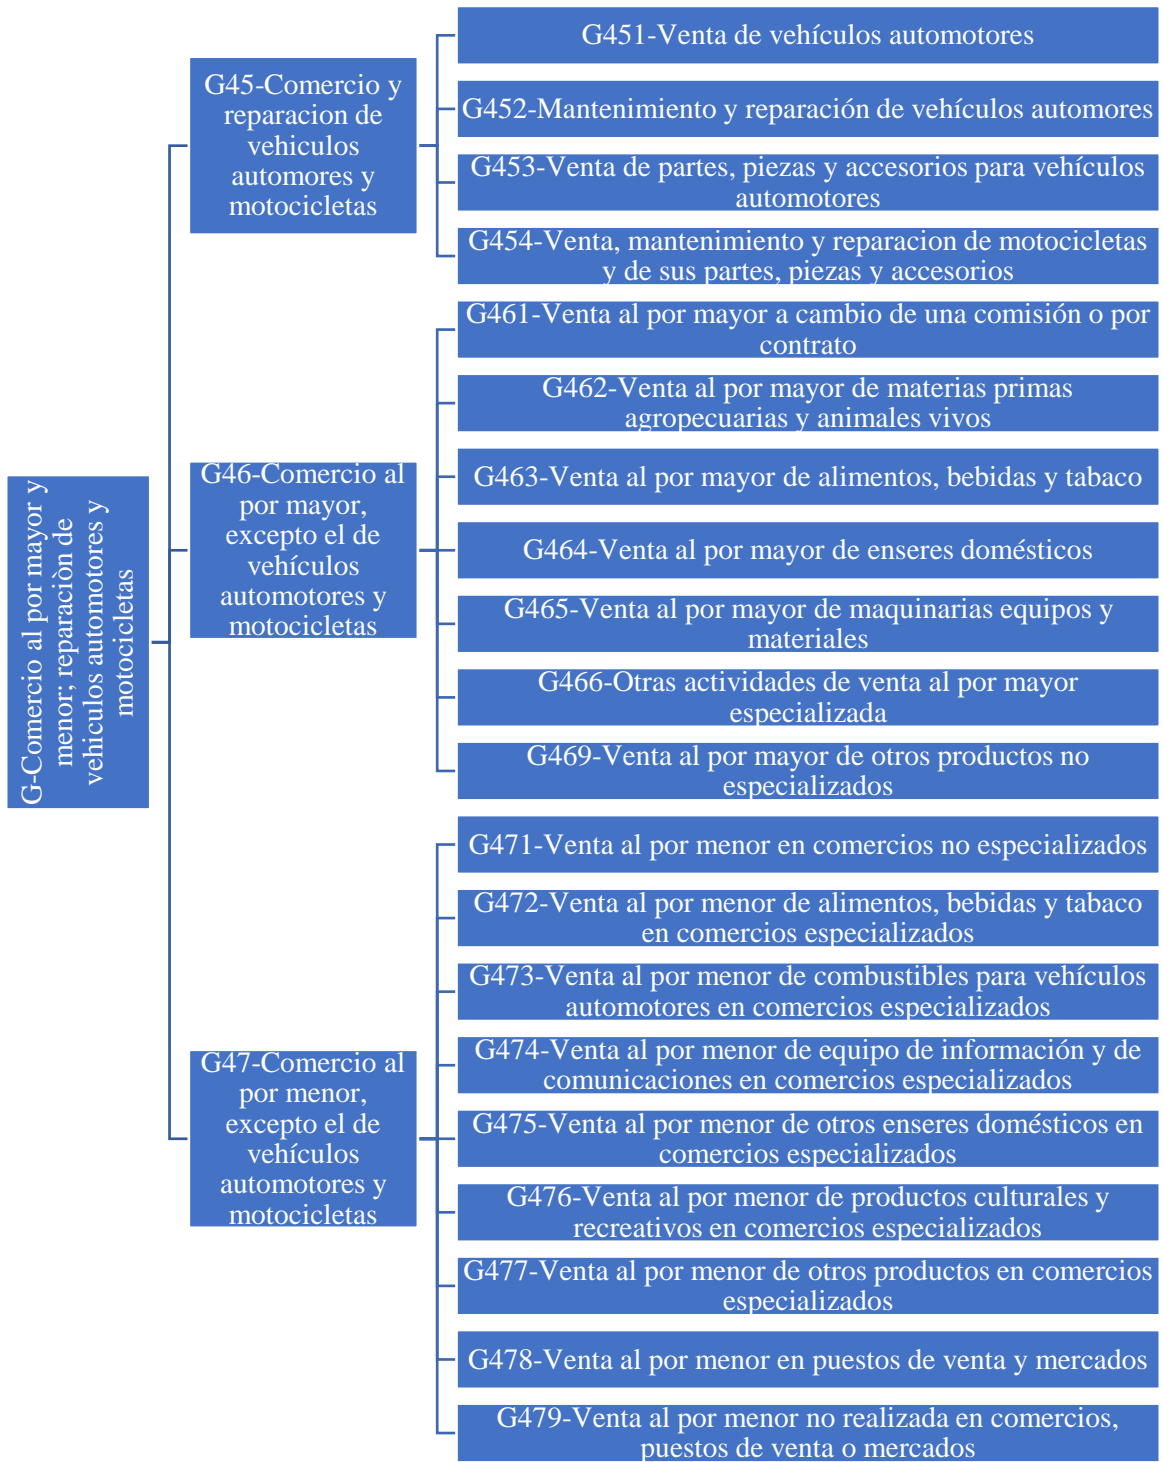 G-Comercio al por mayor y
menor; reparaciòn de
vehiculos automotores y
motocicletas
G45-Comercio y
reparacion de
vehiculos
automores y
motocicletas
G451-Venta de vehículos automotores
G452-Mantenimiento y reparación de vehículos automores
G453-Venta de partes, piezas y accesorios para vehículos
automotores
G454-Venta, mantenimiento y reparacion de motocicletas
y de sus partes, piezas y accesorios
G46-Comercio al
por mayor,
excepto el de
vehículos
automotores y
motocicletas
G461-Venta al por mayor a cambio de una comisión o por
contrato
G462-Venta al por mayor de materias primas
agropecuarias y animales vivos
G463-Venta al por mayor de alimentos, bebidas y tabaco
G464-Venta al por mayor de enseres domésticos
G465-Venta al por mayor de maquinarias equipos y
materiales
G466-Otras actividades de venta al por mayor
especializada
G469-Venta al por mayor de otros productos no
especializados
G47-Comercio al
por menor,
excepto el de
vehículos
automotores y
motocicletas
G471-Venta al por menor en comercios no especializados
G472-Venta al por menor de alimentos, bebidas y tabaco
en comercios especializados
G473-Venta al por menor de combustibles para vehículos
automotores en comercios especializados
G474-Venta al por menor de equipo de información y de
comunicaciones en comercios especializados
G475-Venta al por menor de otros enseres domésticos en
comercios especializados
G476-Venta al por menor de productos culturales y
recreativos en comercios especializados
G477-Venta al por menor de otros productos en comercios
especializados
G478-Venta al por menor en puestos de venta y mercados
G479-Venta al por menor no realizada en comercios,
puestos de venta o mercados